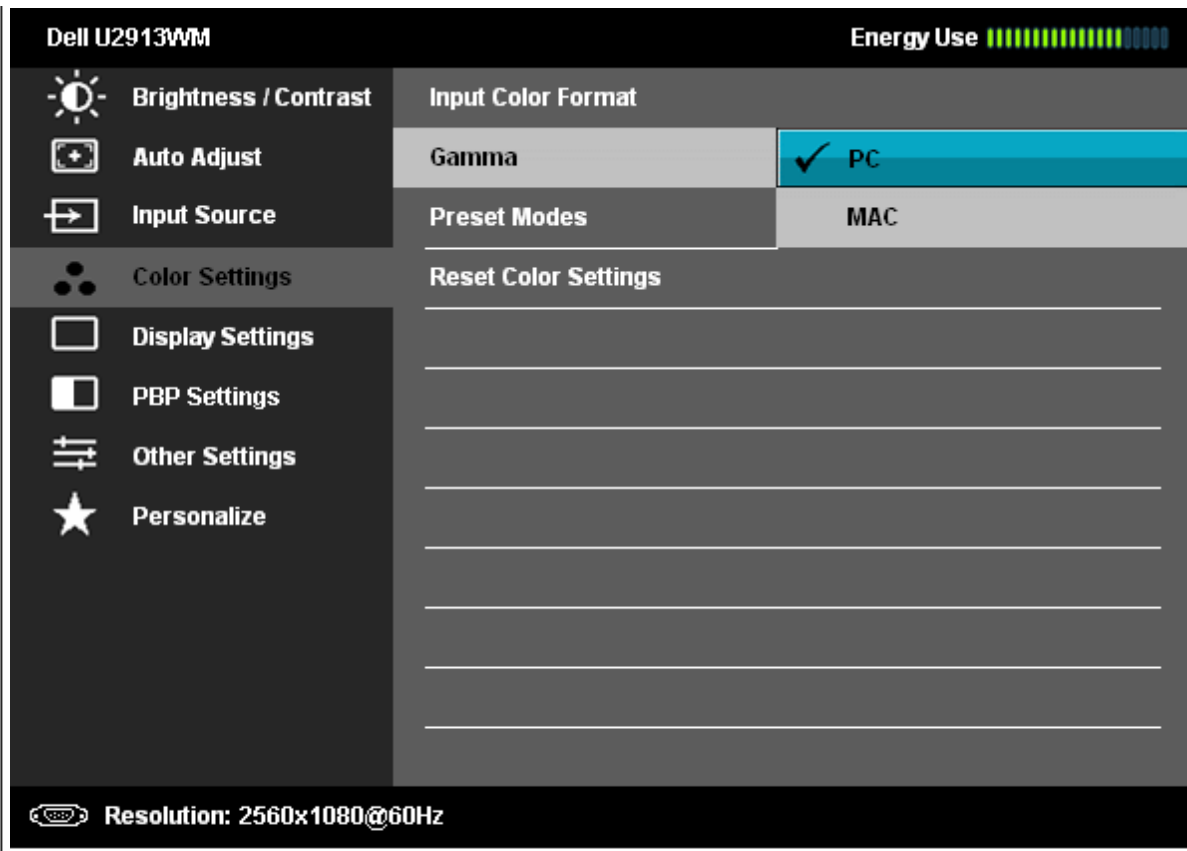 Dell U2913WM Energy Use
Brightness / Contrast Input Color Format
Auto Adjust Gamma PC
Input Source Preset Modes MAC
Color Settings Reset Color Settings
Display Settings
PBP Settings
Other Settings
Personalize
Resolution: 2560x1080@60Hz